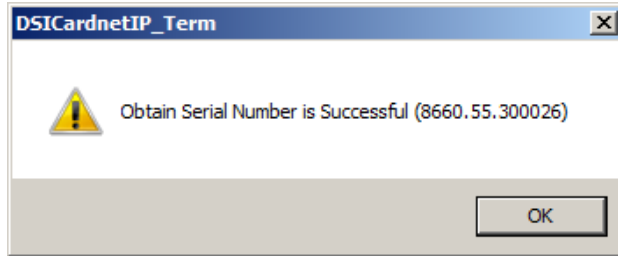 DSICardnetIP_Term
Obtain Serial Number is Successful (8660.55.300026)
OK